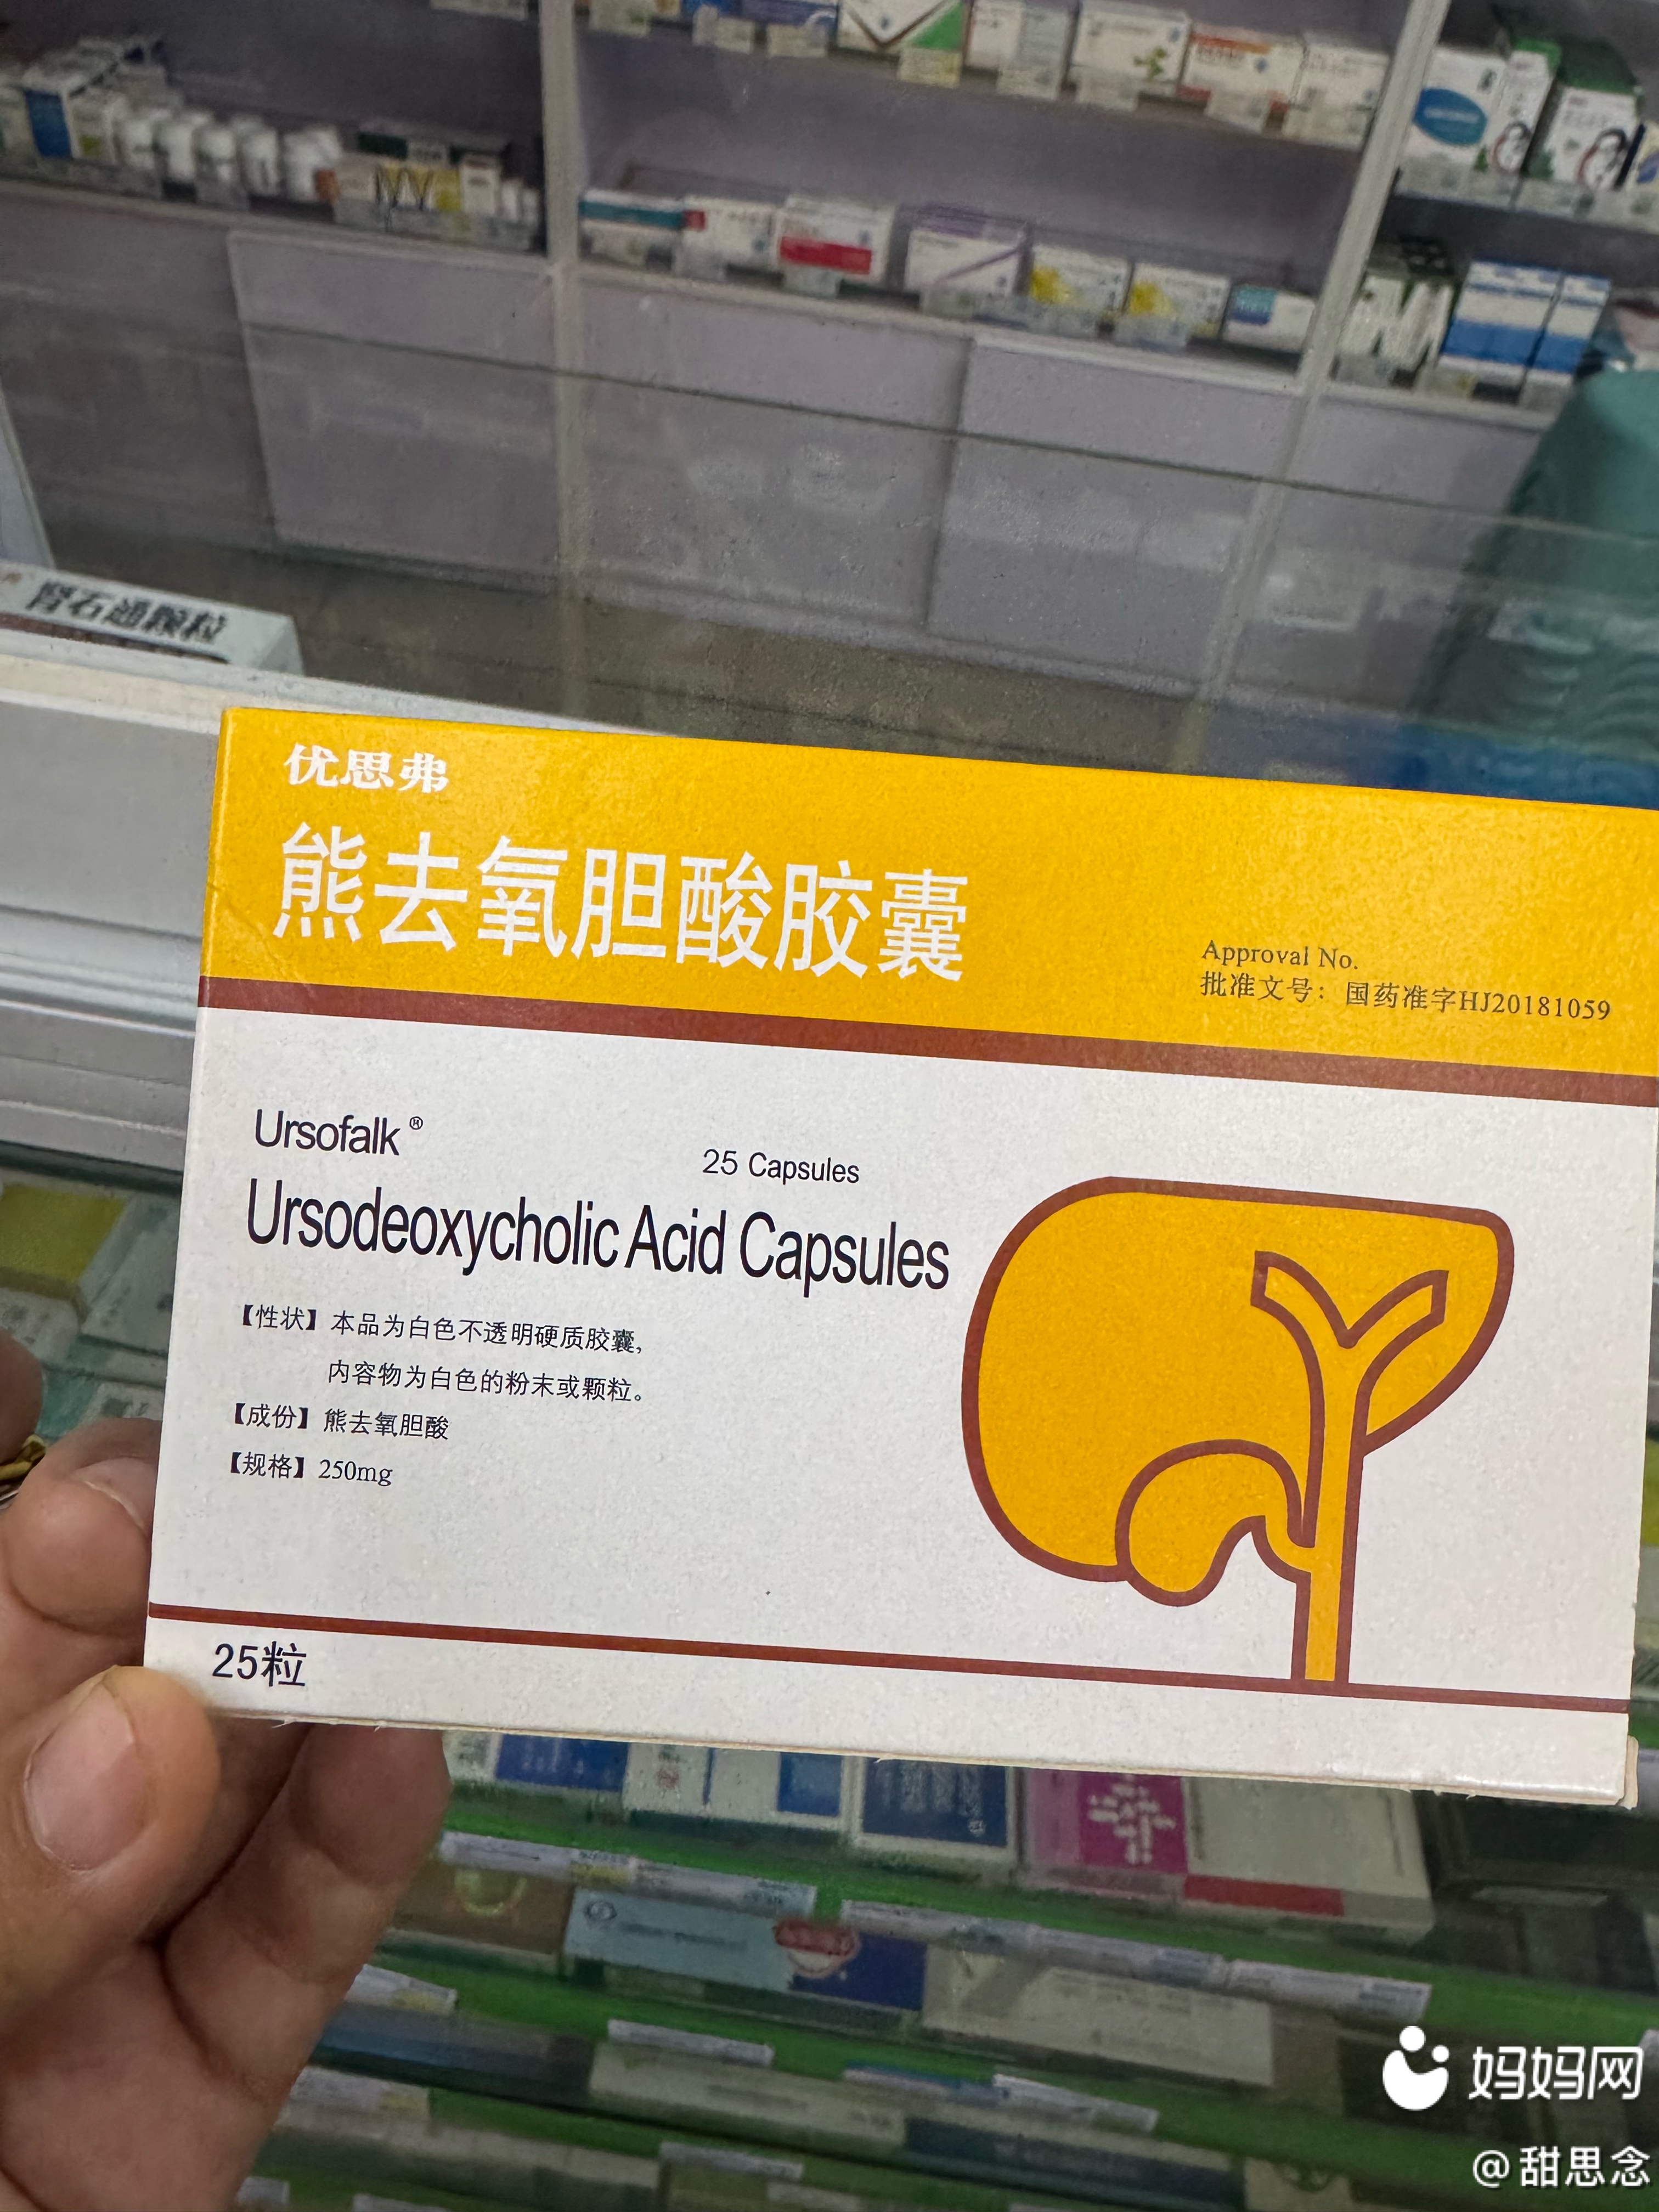 肾石通颗粒
优思弗
熊去氧胆酸胶囊
Approval No.
批准文号：国药准字HJ20181059
Ursofalk®
25 Capsules
Ursodeoxycholic Acid Capsules
【性状】本品为白色不透明硬质胶囊，
内容物为白色的粉末或颗粒。
【成份】熊去氧胆酸
【规格】250mg
25粒
妈妈网
@甜思念